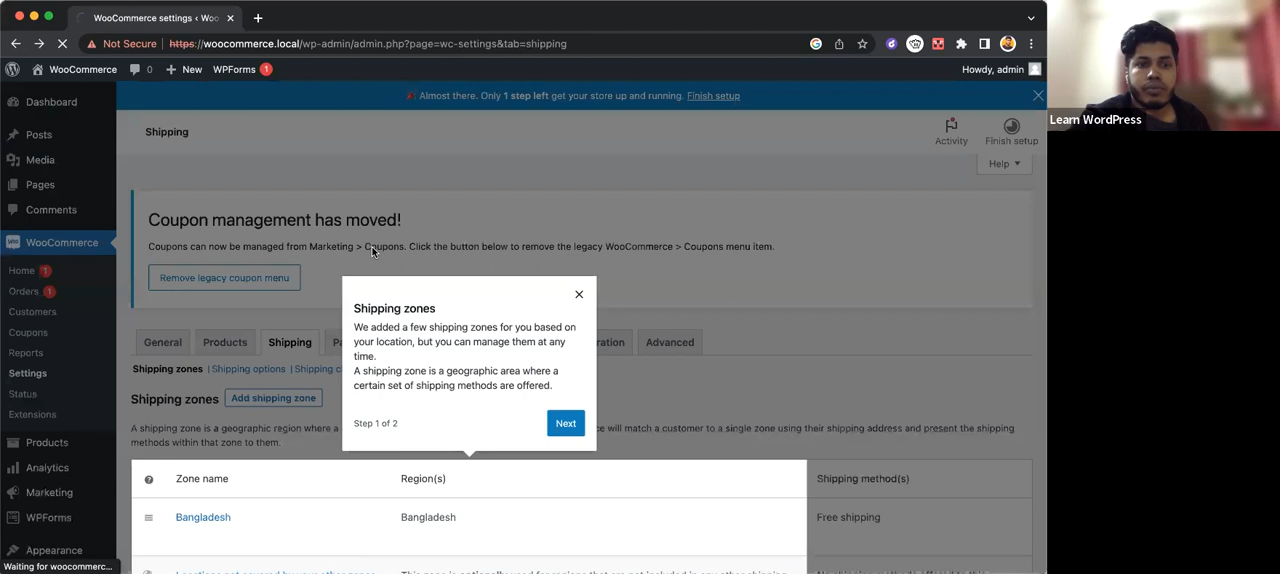 WooCommerce settings ‹ Woo
Not Secure https://woocommerce.local/wp-admin/admin.php?page=wc-settings&tab=shipping
WooCommerce 0 New WPForms 1 Howdy, admin
Almost there. Only 1 step left get your store up and running. Finish setup
Dashboard
Posts
Media
Pages
Comments
WooCommerce
Home 1
Orders 1
Customers
Coupons
Reports
Settings
Status
Extensions
Products
Analytics
Marketing
WPForms
Appearance
Waiting for woocommerc...
Shipping
Activity
Finish setup
Help
Coupon management has moved!
Coupons can now be managed from Marketing > Coupons. Click the button below to remove the legacy WooCommerce > Coupons menu item.
Remove legacy coupon menu
Shipping zones
We added a few shipping zones for you based on
your location, but you can manage them at any
time.
A shipping zone is a geographic area where a
certain set of shipping methods are offered.
Step 1 of 2 Next
General Products Shipping Advanced
Shipping zones | Shipping options |
Shipping zones Add shipping zone
A shipping zone is a geographic region where a will match a customer to a single zone using their shipping address and present the shipping
methods within that zone to them.
Zone name Region(s) Shipping method(s)
Bangladesh Bangladesh Free shipping
Learn WordPress